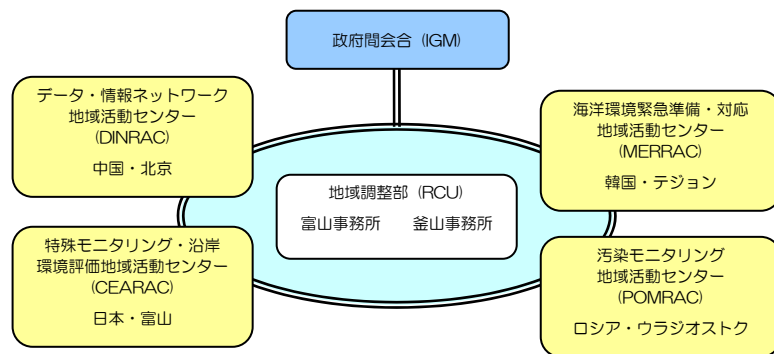 政府間会合 (IGM)
データ・情報ネットワーク
地域活動センター
(DINRAC)
中国・北京
海洋環境緊急準備・対応
地域活動センター
(MERRAC)
韓国・テジョン
地域調整部 (RCU)
富山事務所 釜山事務所
特殊モニタリング・沿岸
環境評価地域活動センター
(CEARAC)
日本・富山
汚染モニタリング
地域活動センター
(POMRAC)
ロシア・ウラジオストク